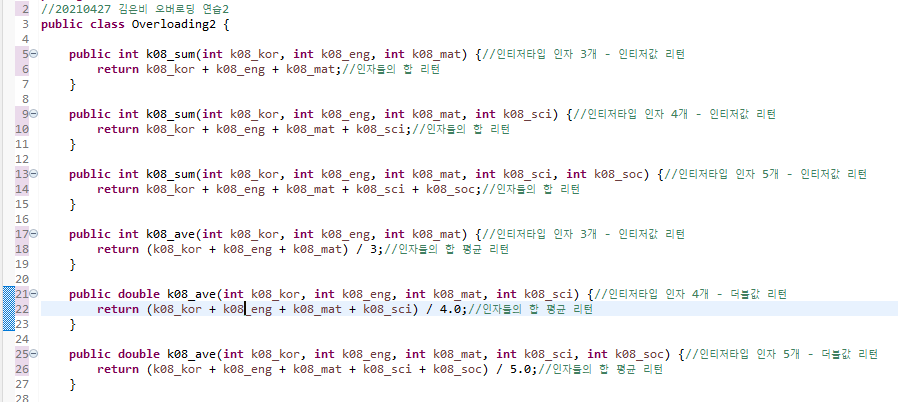 2 //20210427 김은비 오버로딩 연습2
3 public class Overloading2 {
4
5 public int k08_sum(int k08_kor, int k08_eng, int k08_mat) {//인티저타입 인자 3개 - 인티저값 리턴
6 return k08_kor + k08_eng + k08_mat;//인자들의 합 리턴
7 }
8
9 public int k08_sum(int k08_kor, int k08_eng, int k08_mat, int k08_sci) {//인티저타입 인자 4개 - 인티저값 리턴
10 return k08_kor + k08_eng + k08_mat + k08_sci;//인자들의 합 리턴
11 }
12
13 public int k08_sum(int k08_kor, int k08_eng, int k08_mat, int k08_sci, int k08_soc) {//인티저타입 인자 5개 - 인티저값 리턴
14 return k08_kor + k08_eng + k08_mat + k08_sci + k08_soc;//인자들의 합 리턴
15 }
16
17 public int k08_ave(int k08_kor, int k08_eng, int k08_mat) {//인티저타입 인자 3개 - 인티저값 리턴
18 return (k08_kor + k08_eng + k08_mat) / 3;//인자들의 합 평균 리턴
19 }
20
21 public double k08_ave(int k08_kor, int k08_eng, int k08_mat, int k08_sci) {//인티저타입 인자 4개 - 더블값 리턴
22 return (k08_kor + k08_eng + k08_mat + k08_sci) / 4.0;//인자들의 합 평균 리턴
23 }
24
25 public double k08_ave(int k08_kor, int k08_eng, int k08_mat, int k08_sci, int k08_soc) {//인티저타입 인자 5개 - 더블값 리턴
26 return (k08_kor + k08_eng + k08_mat + k08_sci + k08_soc) / 5.0;//인자들의 합 평균 리턴
27 }
28